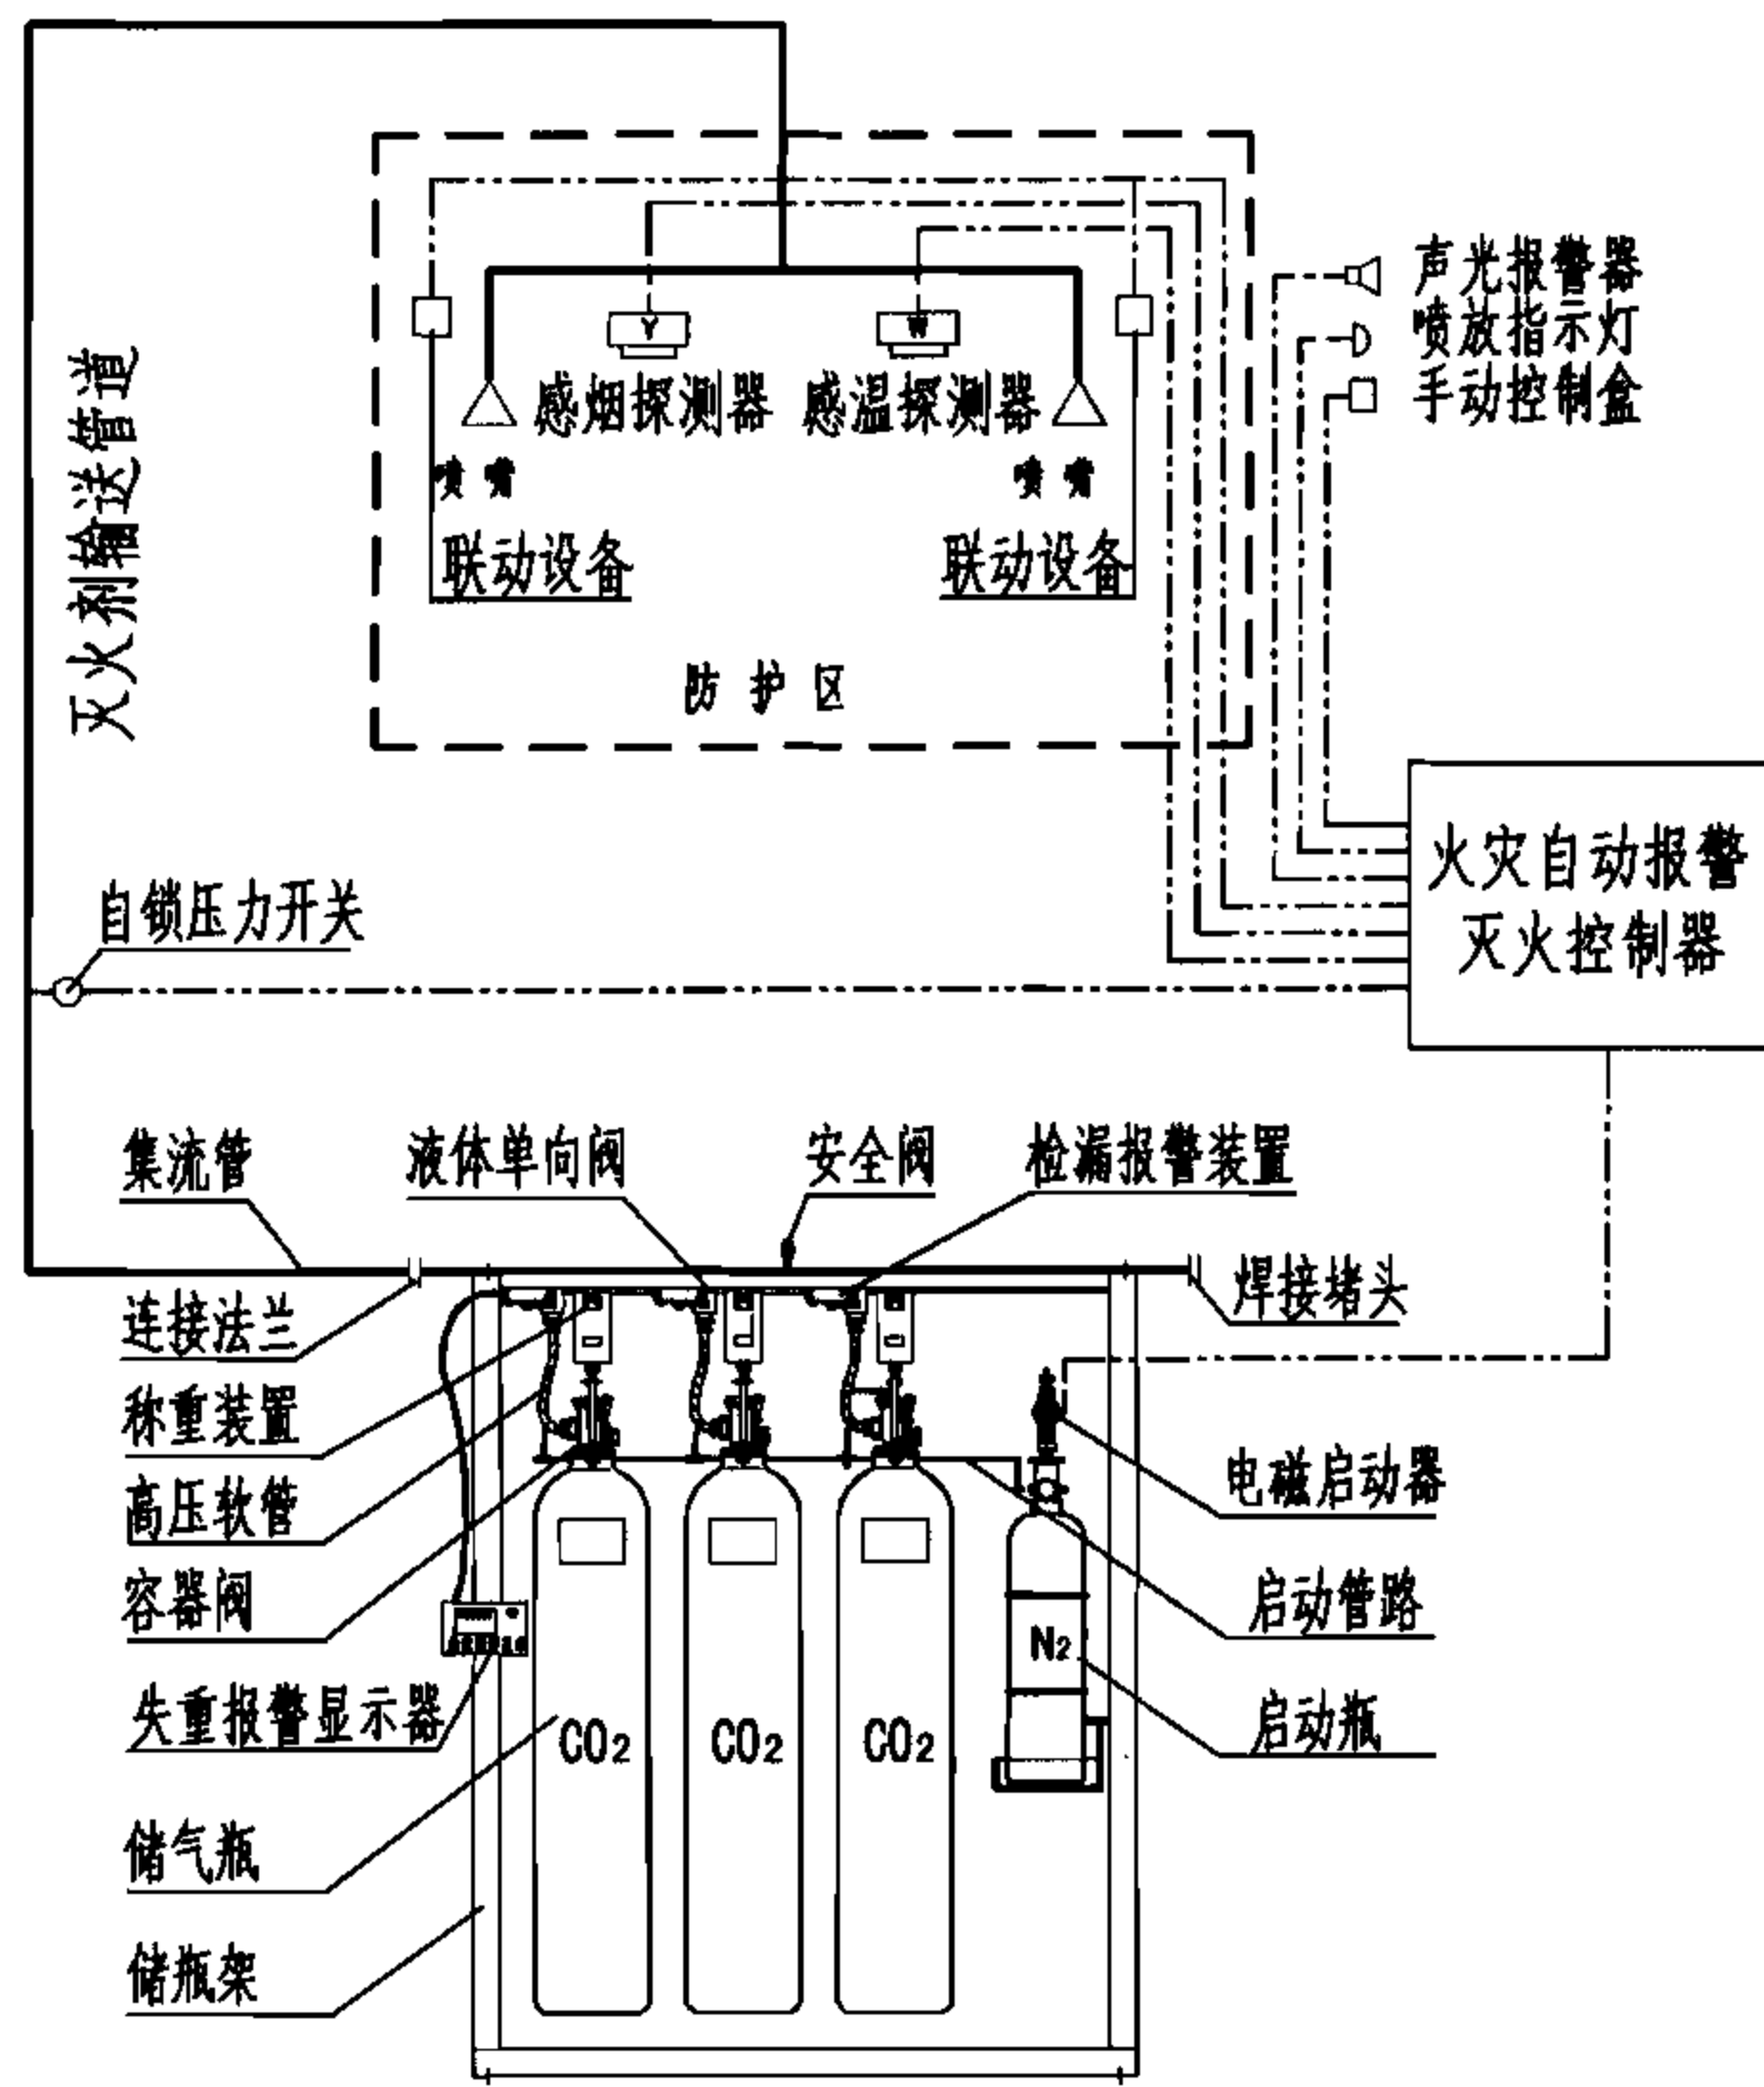 声光报警器
喷放指示灯
手动控制盒
灭火剂输送管道
Y
W
感烟探测器
感温探测器
喷嘴
喷嘴
联动设备
联动设备
防护区
火灾自动报警
灭火控制器
自锁压力开关
集流管
液体单向阀
安全阀
检漏报警装置
连接法兰
焊接堵头
称重装置
高压软管
电磁启动器
容器阀
启动管路
N2
失重报警显示器
启动瓶
CO2
CO2
CO2
储气瓶
储瓶架